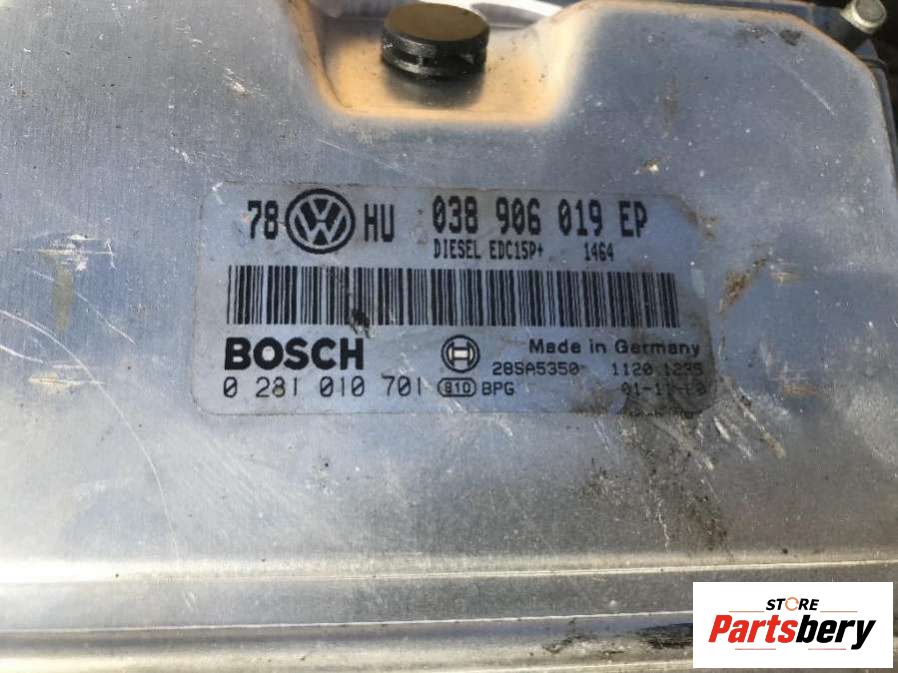 78 VW HU 038 906 019 EP
DIESEL EDC15P+ 1464
BOSCH
Made in Germany
28SA5350 1120 1235
0 281 010 701 810 BPG
STORE
Partsbery